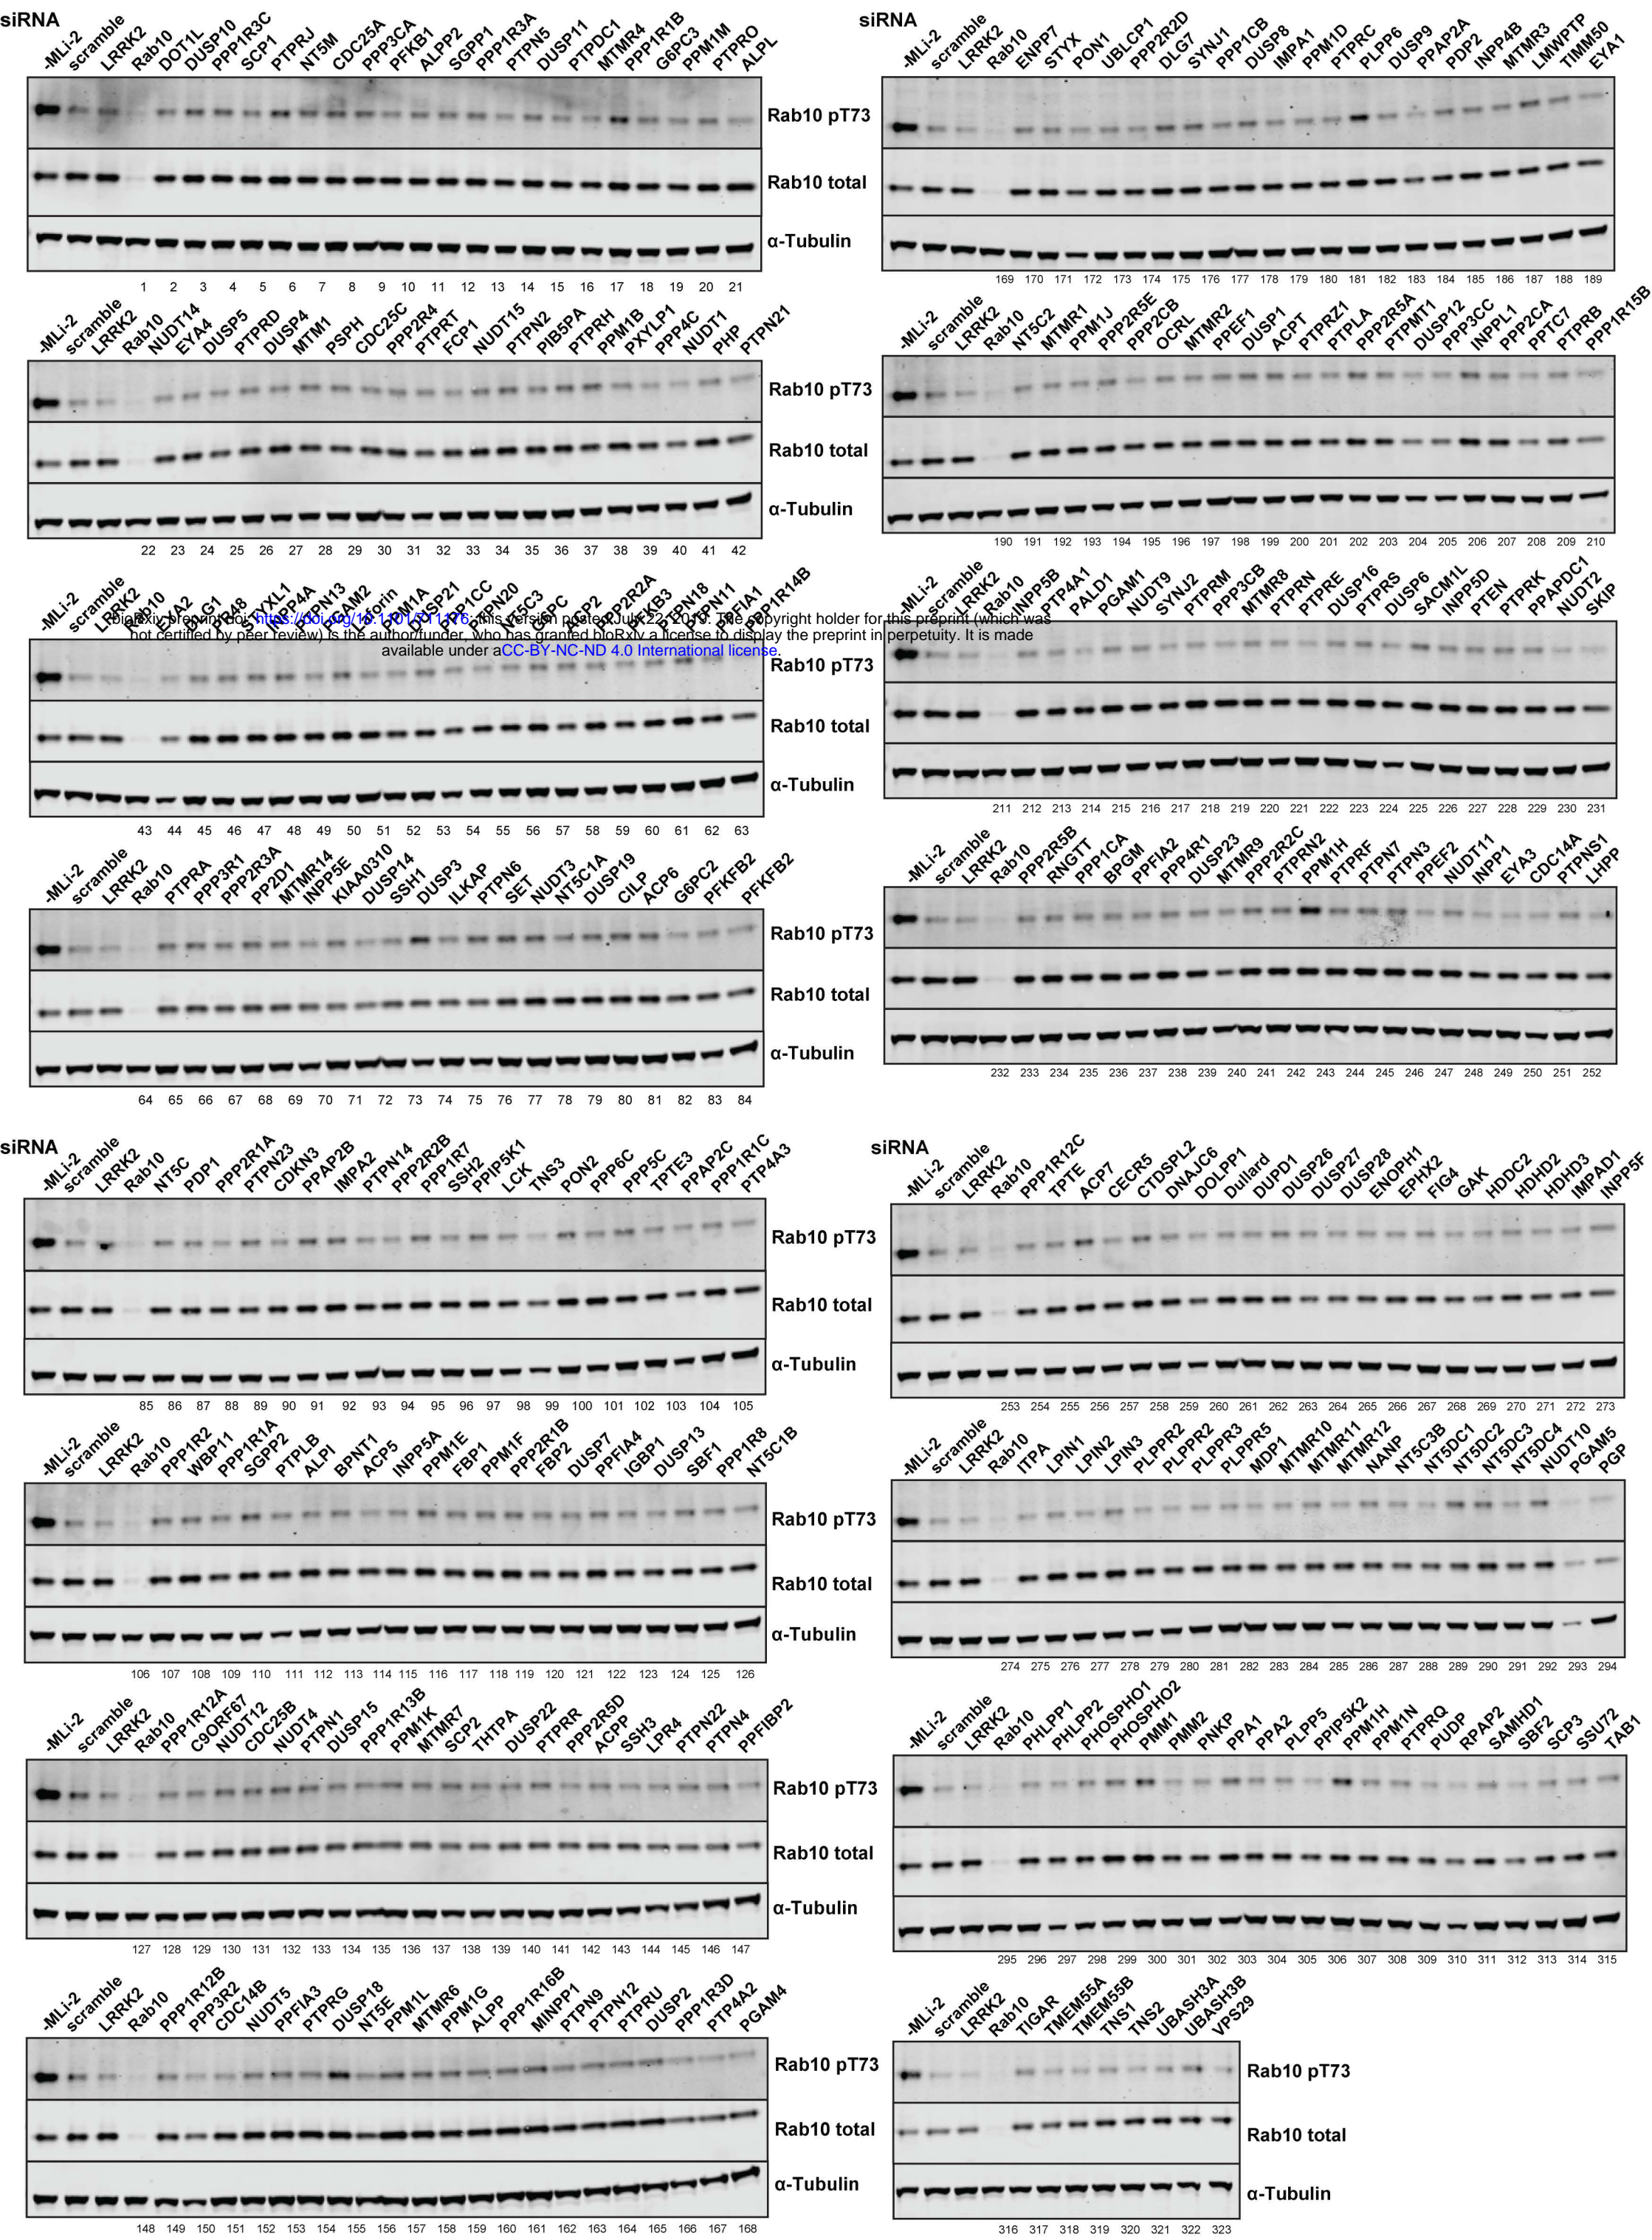 siRNA
-MLi-2 scramble LRRK2 Rab10 DOT1L DUSP10 PPP1R3C SCP1 PTPRJ NT5M CDC25A PPP3CA PFKB1 ALPP2 SGPP1 PPP1R3A PTPN5 DUSP11 PTPDC1 MTMR4 PPP1R1B G6PC3 PPM1M PTPRO ALPL
Rab10 pT73
Rab10 total
α-Tubulin
1 2 3 4 5 6 7 8 9 10 11 12 13 14 15 16 17 18 19 20 21
-MLi-2 scramble LRRK2 Rab10 NUDT14 EYA4 DUSP5 PTPRD DUSP4 MTM1 PSPH CDC25C PPP2R4 PTPRT FCP1 NUDT15 PTPN2 PIB5PA PTPRH PPM1B PXYLP1 PPP4C NUDT1 PHP PTPN21
Rab10 pT73
Rab10 total
α-Tubulin
22 23 24 25 26 27 28 29 30 31 32 33 34 35 36 37 38 39 40 41 42
-MLi-2 scramble LRRK2 Rab10 EYA2 PR48 STYXL1 PTPN13 PGAM2 Laforin PPM1A DUSP21 PPP1CC PTPN20 NT5C3 G6PC ACP2 PPP2R2A PFKB3 PTPN18 PTPN11 PPFIA1 PPP1R14B
bioRxiv preprint doi: https://doi.org/10.1101/711176; this version posted July 22, 2019. The copyright holder for this preprint (which was
not certified by peer review) is the author/funder, who has granted bioRxiv a license to display the preprint in perpetuity. It is made
available under aCC-BY-NC-ND 4.0 International license.
Rab10 pT73
Rab10 total
α-Tubulin
43 44 45 46 47 48 49 50 51 52 53 54 55 56 57 58 59 60 61 62 63
-MLi-2 scramble LRRK2 Rab10 PTPRA PPP3R1 PPP2R3A PP2D1 MTMR14 INPP5E KIAA0310 DUSP14 SSH1 DUSP3 ILKAP PTPN6 SET NUDT3 NT5C1A DUSP19 CILP ACP6 G6PC2 PFKFB2 PFKFB2
Rab10 pT73
Rab10 total
α-Tubulin
64 65 66 67 68 69 70 71 72 73 74 75 76 77 78 79 80 81 82 83 84
siRNA
-MLi-2 scramble LRRK2 Rab10 ENPP7 STYX PON1 UBLCP1 PPP2R2D DLG7 SYNJ1 PPP1CB DUSP8 IMPA1 PPM1D PTPRC PLPP6 DUSP9 PPAP2A PDP2 INPP4B MTMR3 LMWPTP TIMM50 EYA1
169 170 171 172 173 174 175 176 177 178 179 180 181 182 183 184 185 186 187 188 189
-MLi-2 scramble LRRK2 Rab10 NT5C2 MTMR1 PPM1J PPP2R5E PPP2CB OCRL MTMR2 PPEF1 DUSP1 ACPT PTPRZ1 PTPLA PPP2R5A PTPMT1 DUSP12 PPP3CC INPPL1 PPP2CA PPTC7 PTPRB PPP1R15B
190 191 192 193 194 195 196 197 198 199 200 201 202 203 204 205 206 207 208 209 210
-MLi-2 scramble LRRK2 Rab10 INPP5B PTP4A1 PALD1 PGAM1 NUDT9 SYNJ2 PTPRM PPP3CB MTMR8 PTPRN PTPRE DUSP16 PTPRS DUSP6 SACM1L INPP5D PTEN PTPRK PPAPDC1 NUDT2 SKIP
211 212 213 214 215 216 217 218 219 220 221 222 223 224 225 226 227 228 229 230 231
-MLi-2 scramble LRRK2 Rab10 PPP2R5B RNGTT PPP1CA BPGM PPFIA2 PPP4R1 DUSP23 MTMR9 PPP2R2C PTPRN2 PPM1H PTPRF PTPN7 PTPN3 PPEF2 NUDT11 INPP1 EYA3 CDC14A PTPNS1 LHPP
232 233 234 235 236 237 238 239 240 241 242 243 244 245 246 247 248 249 250 251 252
siRNA
-MLi-2 scramble LRRK2 Rab10 NT5C PDP1 PPP2R1A PTPN23 CDKN3 PPAP2B IMPA2 PTPN14 PPP2R2B PPP1R7 SSH2 PPIP5K1 LCK TNS3 PON2 PPP6C PPP5C TPTE3 PPAP2C PPP1R1C PTP4A3
Rab10 pT73
Rab10 total
α-Tubulin
85 86 87 88 89 90 91 92 93 94 95 96 97 98 99 100 101 102 103 104 105
-MLi-2 scramble LRRK2 Rab10 PPP1R2 WBP11 PPP1R1A SGPP2 PTPLB ALPI BPNT1 ACP5 INPP5A PPM1E FBP1 PPM1F PPP2R1B FBP2 DUSP7 PPFIA4 IGBP1 DUSP13 SBF1 PPP1R8 NT5C1B
Rab10 pT73
Rab10 total
α-Tubulin
106 107 108 109 110 111 112 113 114 115 116 117 118 119 120 121 122 123 124 125 126
-MLi-2 scramble LRRK2 Rab10 PPP1R12A C9ORF67 NUDT12 CDC25B NUDT4 PTPN1 DUSP15 PPP1R13B PPM1K MTMR7 SCP2 THTPA DUSP22 PTPRR PPP2R5D ACPP SSH3 LPR4 PTPN22 PTPN4 PPFIBP2
Rab10 pT73
Rab10 total
α-Tubulin
127 128 129 130 131 132 133 134 135 136 137 138 139 140 141 142 143 144 145 146 147
-MLi-2 scramble LRRK2 Rab10 PPP1R12B PPP3R2 CDC14B NUDT5 PPFIA3 PTPRG DUSP18 NT5E PPM1L MTMR6 PPM1G ALPP PPP1R16B MINPP1 PTPN9 PTPN12 PTPRU DUSP2 PPP1R3D PTP4A2 PGAM4
Rab10 pT73
Rab10 total
α-Tubulin
148 149 150 151 152 153 154 155 156 157 158 159 160 161 162 163 164 165 166 167 168
siRNA
-MLi-2 scramble LRRK2 Rab10 PPP1R12C TPTE ACP7 CECR5 CTDSPL2 DNAJC6 DOLPP1 Dullard DUPD1 DUSP26 DUSP27 DUSP28 ENOPH1 EPHX2 FIG4 GAK HDDC2 HDHD2 HDHD3 IMPAD1 INPP5F
253 254 255 256 257 258 259 260 261 262 263 264 265 266 267 268 269 270 271 272 273
-MLi-2 scramble LRRK2 Rab10 ITPA LPIN1 LPIN2 LPIN3 PLPPR2 PLPPR2 PLPPR3 PLPPR5 MDP1 MTMR10 MTMR11 MTMR12 NANP NT5C3B NT5DC1 NT5DC2 NT5DC3 NT5DC4 NUDT10 PGAM5 PGP
274 275 276 277 278 279 280 281 282 283 284 285 286 287 288 289 290 291 292 293 294
-MLi-2 scramble LRRK2 Rab10 PHLPP1 PHLPP2 PHOSPHO1 PHOSPHO2 PMM1 PMM2 PNKP PPA1 PPA2 PLPP5 PPIP5K2 PPM1H PPM1N PTPRQ PUDP RPAP2 SAMHD1 SBF2 SCP3 SSU72 TAB1
295 296 297 298 299 300 301 302 303 304 305 306 307 308 309 310 311 312 313 314 315
-MLi-2 scramble LRRK2 Rab10 TIGAR TMEM55A TMEM55B TNS1 TNS2 UBASH3A UBASH3B VPS29
Rab10 pT73
Rab10 total
α-Tubulin
316 317 318 319 320 321 322 323